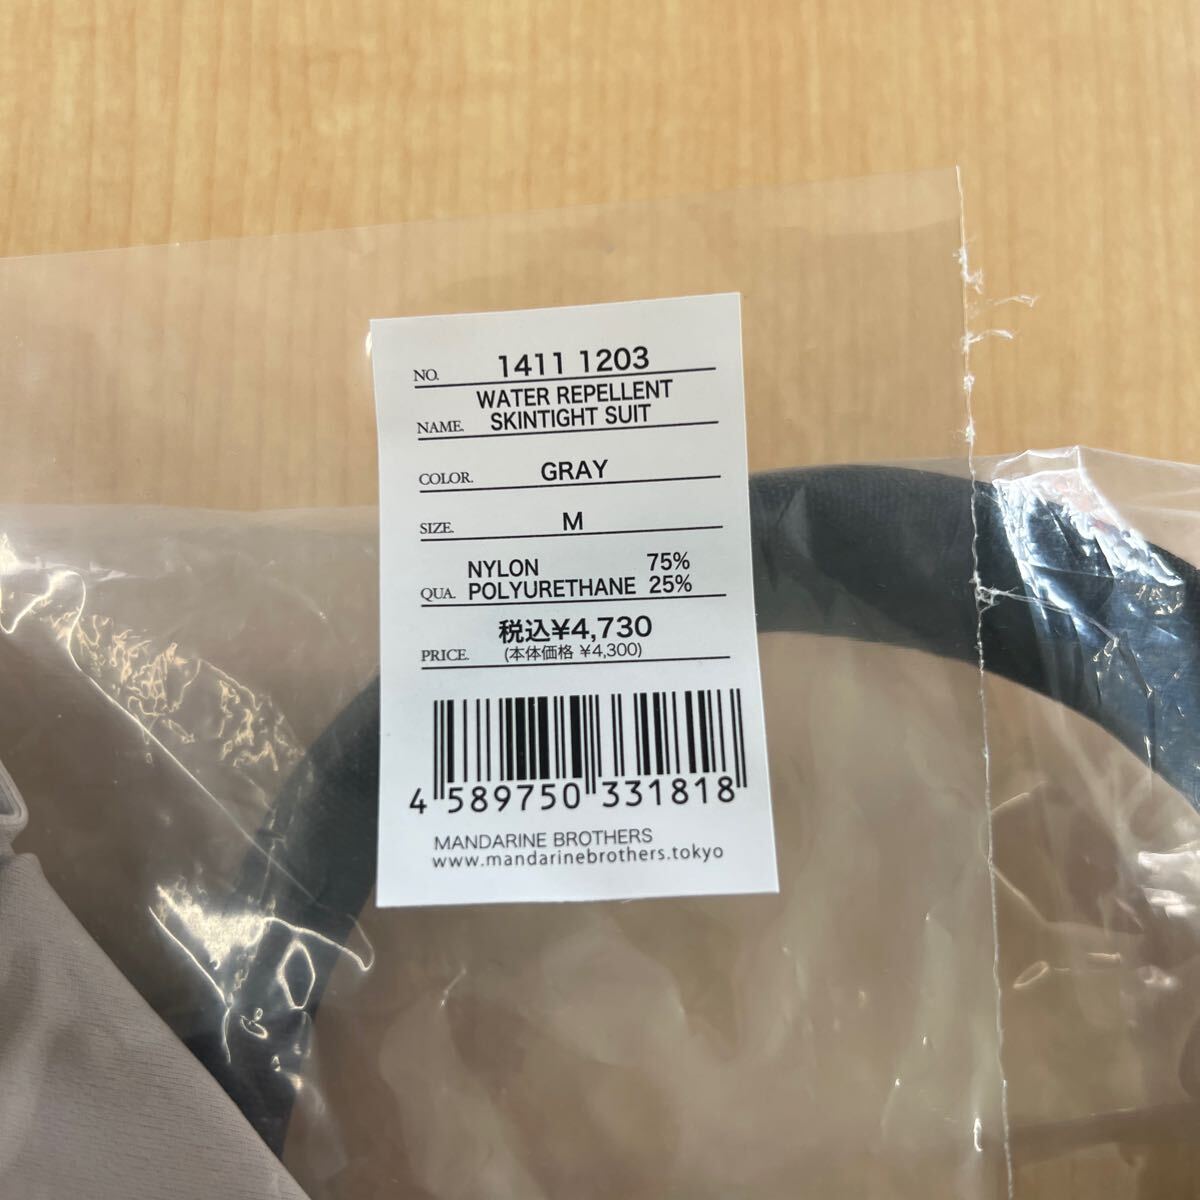 NO. 1411 1203
WATER REPELLENT
NAME. SKINTIGHT SUIT
COLOR. GRAY
SIZE. M
NYLON 75%
QUA. POLYURETHANE 25%
税込¥4,730
PRICE. (本体価格 ¥4,300)
4 589750 331818
MANDARINE BROTHERS
www.mandarinebrothers.tokyo